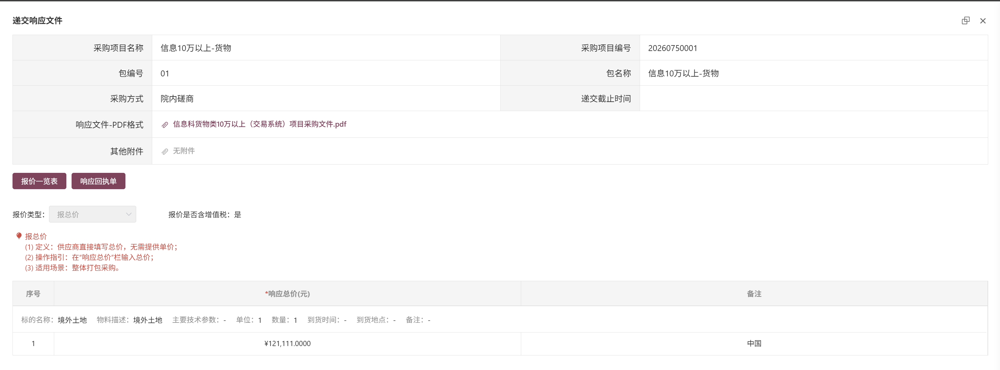 递交响应文件
采购项目名称 信息10万以上-货物 采购项目编号 20260750001
包编号 01 包名称 信息10万以上-货物
采购方式 院内磋商 递交截止时间
响应文件-PDF格式 信息科货物类10万以上（交易系统）项目采购文件.pdf
其他附件 无附件
报价一览表 响应回执单
报价类型： 报总价 报价是否含增值税：是
报总价
(1) 定义：供应商直接填写总价，无需提供单价；
(2) 操作指引：在“响应总价”栏输入总价；
(3) 适用场景：整体打包采购。
序号 *响应总价(元) 备注
标的名称：境外土地 物料描述：境外土地 主要技术参数：- 单位：1 数量：1 到货时间：- 到货地点：- 备注：-
1 ¥121,111.0000 中国